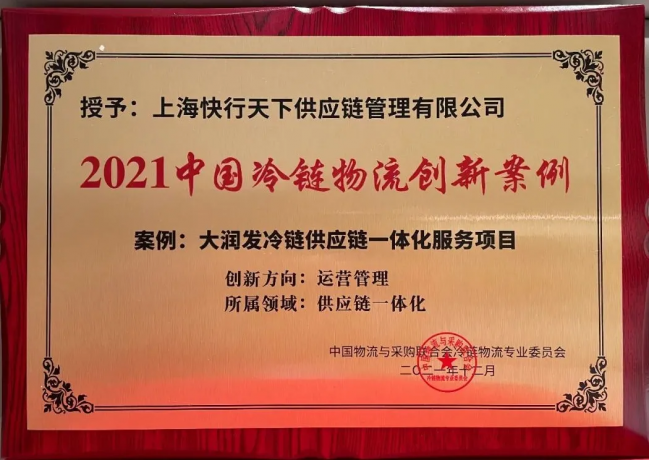 授予：上海快行天下供应链管理有限公司
2021中国冷链物流创新案例
案例：大润发冷链供应链一体化服务项目
创新方向：运营管理
所属领域：供应链一体化
中国物流与采购联合会冷链物流专业委员会
二〇二一年十二月